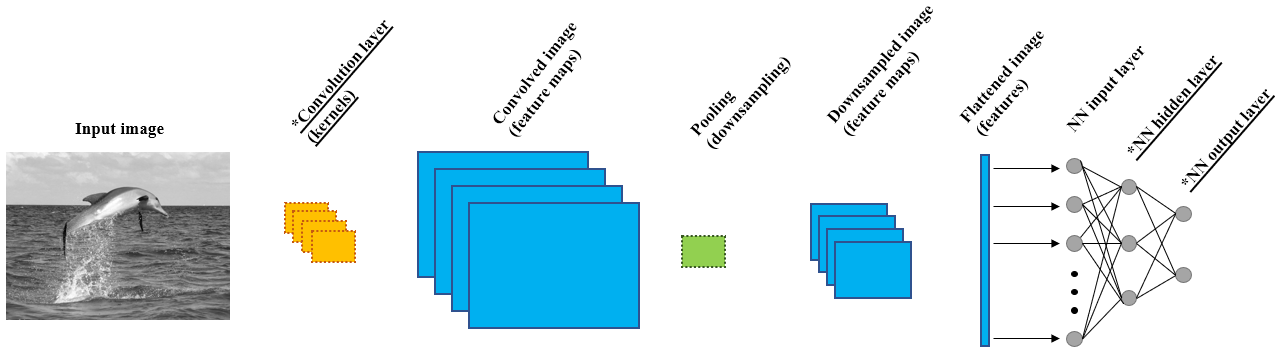 Input image
*Convolution layer
(kernels)
Convolved image
(feature maps)
Pooling
(downsampling)
Downsampled image
(feature maps)
Flattened image
(features)
NN input layer
*NN hidden layer
*NN output layer